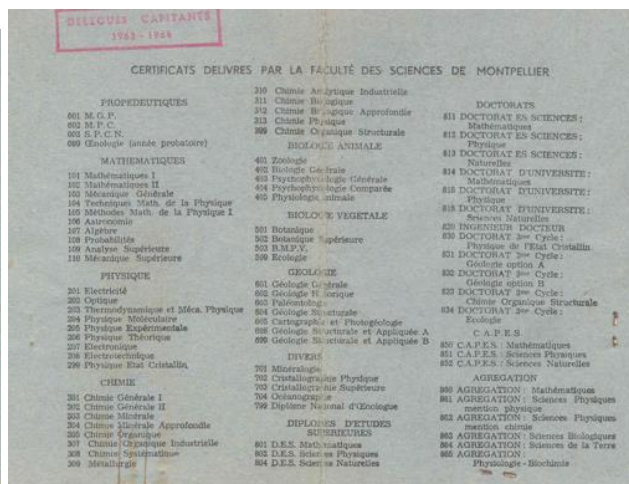 DELEGUES CAPITANTS
1963-1964
CERTIFICATS DELIVRES PAR LA FACULTÉ DES SCIENCES DE MONTPELLIER
PROPEDEUTIQUES
001 M. G. P.
002 M. P. C.
003 S. P. C. N.
099 Œnologie (année probatoire)
MATHEMATIQUES
101 Mathématiques I
102 Mathématiques II
103 Mécanique Générale
104 Techniques Math. de la Physique
105 Méthodes Math. de la Physique I
106 Astronomie
107 Algèbre
108 Probabilités
109 Analyse Supérieure
110 Mécanique Supérieure
PHYSIQUE
201 Electricité
202 Optique
203 Thermodynamique et Méca. Physique
204 Physique Moléculaire
205 Physique Expérimentale
206 Physique Théorique
207 Electronique
208 Electrotechnique
299 Physique Etat Cristallin
CHIMIE
301 Chimie Générale I
302 Chimie Générale II
303 Chimie Minérale
304 Chimie Minérale Approfondie
305 Chimie Organique
307 Chimie Organique Industrielle
308 Chimie Systématique
309 Métallurgie
310 Chimie Analytique Industrielle
311 Chimie Biologique
312 Chimie Biologique Approfondie
313 Chimie Physique
399 Chimie Organique Structurale
BIOLOGIE ANIMALE
401 Zoologie
402 Biologie Générale
403 Psychophysiologie Générale
404 Psychophysiologie Comparée
405 Physiologie Animale
BIOLOGIE VEGETALE
501 Botanique
502 Botanique Supérieure
503 B.M.P.V.
599 Ecologie
GEOLOGIE
601 Géologie Générale
602 Géologie Historique
603 Paléontologie
604 Géologie Structurale
605 Cartographie et Photogéologie
698 Géologie Structurale et Appliquée A
699 Géologie Structurale et Appliquée B
DIVERS
701 Minéralogie
702 Cristallographie Physique
703 Cristallographie Supérieure
704 Océanographie
799 Diplôme National d'Œnologue
DIPLOMES D'ETUDES
SUPERIEURES
801 D.E.S. Mathématiques
802 D.E.S. Sciences Physiques
804 D.E.S. Sciences Naturelles
DOCTORATS
811 DOCTORAT ES SCIENCES :
Mathématiques
812 DOCTORAT ES SCIENCES :
Physique
813 DOCTORAT ES SCIENCES :
Naturelles
814 DOCTORAT D'UNIVERSITE :
Mathématiques
815 DOCTORAT D'UNIVERSITE :
Physique
816 DOCTORAT D'UNIVERSITE :
Sciences Naturelles
820 INGENIEUR DOCTEUR
830 DOCTORAT 3me Cycle :
Physique de l'Etat Cristallin
831 DOCTORAT 3me Cycle :
Géologie option A
832 DOCTORAT 3me Cycle :
Géologie option B
833 DOCTORAT 3me Cycle :
Chimie Organique Structurale
834 DOCTORAT 3me Cycle :
Ecologie
C. A. P. E. S.
850 C.A.P.E.S. : Mathématiques
851 C.A.P.E.S. : Sciences Physiques
852 C.A.P.E.S. : Sciences Naturelles
AGREGATION
860 AGREGATION : Mathématiques
861 AGREGATION : Sciences Physiques
mention physique
862 AGREGATION : Sciences Physiques
mention chimie
863 AGREGATION : Sciences Biologiques
864 AGREGATION : Sciences de la Terre
865 AGREGATION :
Physiologie - Biochimie